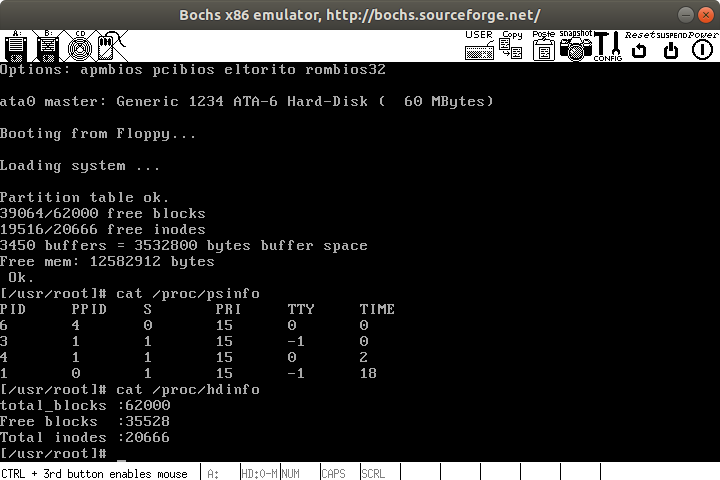 Bochs x86 emulator, http://bochs.sourceforge.net/
A: B: CD USER Copy Paste Snapshot CONFIG Reset SUSPEND Power
Options: apmbios pcibios eltorito rombios32
ata0 master: Generic 1234 ATA-6 Hard-Disk (  60 MBytes)
Booting from Floppy...
Loading system ...
Partition table ok.
39064/62000 free blocks
19516/20666 free inodes
3450 buffers = 3532800 bytes buffer space
Free mem: 12582912 bytes
 Ok.
[/usr/root]# cat /proc/psinfo
PID     PPID    S       PRI     TTY     TIME
6       4       0       15      0       0
3       1       1       15      -1      0
4       1       1       15      0       2
1       0       1       15      -1      18
[/usr/root]# cat /proc/hdinfo
total_blocks :62000
Free blocks  :35528
Total inodes :20666
[/usr/root]# _
CTRL + 3rd button enables mouse A: HD:0-M NUM CAPS SCRL